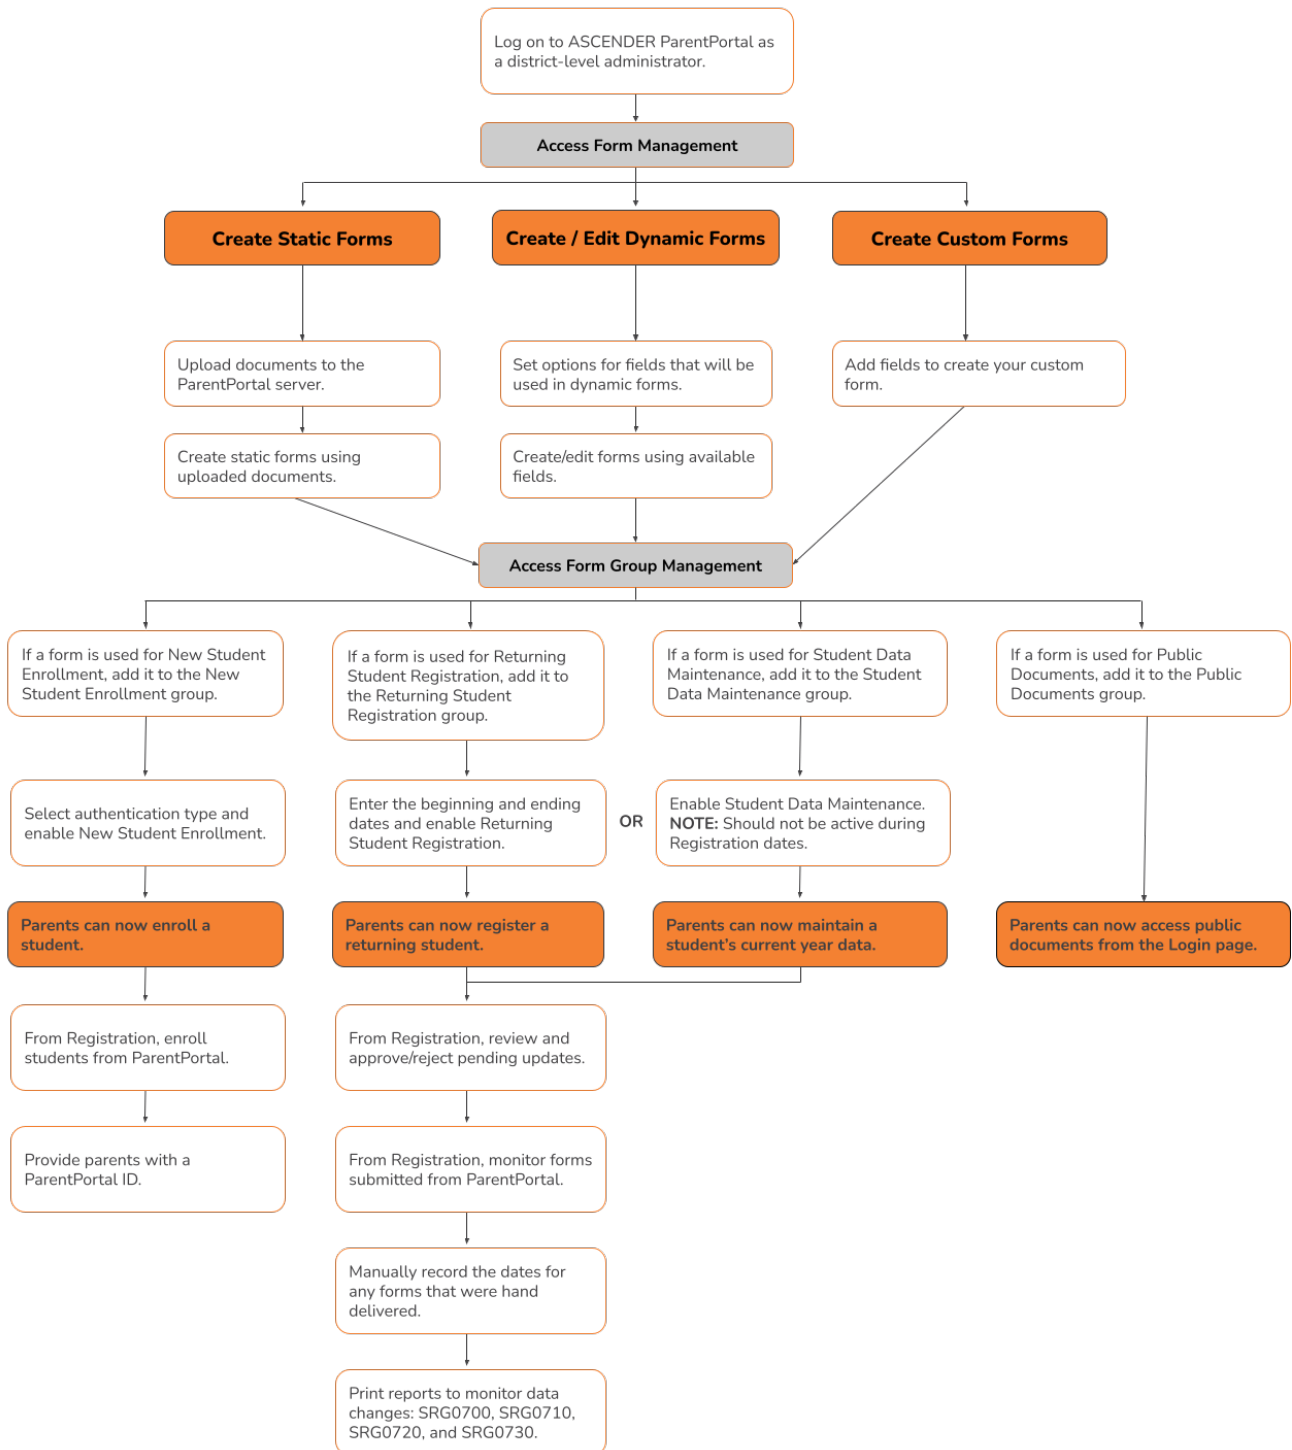 Log on to ASCENDER ParentPortal as
a district-level administrator.
Access Form Management
Create Static Forms
Create / Edit Dynamic Forms
Create Custom Forms
Upload documents to the
ParentPortal server.
Set options for fields that will be
used in dynamic forms.
Add fields to create your custom
form.
Create static forms using
uploaded documents.
Create/edit forms using available
fields.
Access Form Group Management
If a form is used for New Student
Enrollment, add it to the New
Student Enrollment group.
If a form is used for Returning
Student Registration, add it to
the Returning Student
Registration group.
If a form is used for Student Data
Maintenance, add it to the Student
Data Maintenance group.
If a form is used for Public
Documents, add it to the Public
Documents group.
Select authentication type and
enable New Student Enrollment.
Enter the beginning and ending
dates and enable Returning
Student Registration.
OR
Enable Student Data Maintenance.
NOTE: Should not be active during
Registration dates.
Parents can now enroll a
student.
Parents can now register a
returning student.
Parents can now maintain a
student's current year data.
Parents can now access public
documents from the Login page.
From Registration, enroll
students from ParentPortal.
From Registration, review and
approve/reject pending updates.
Provide parents with a
ParentPortal ID.
From Registration, monitor forms
submitted from ParentPortal.
Manually record the dates for
any forms that were hand
delivered.
Print reports to monitor data
changes: SRG0700, SRG0710,
SRG0720, and SRG0730.